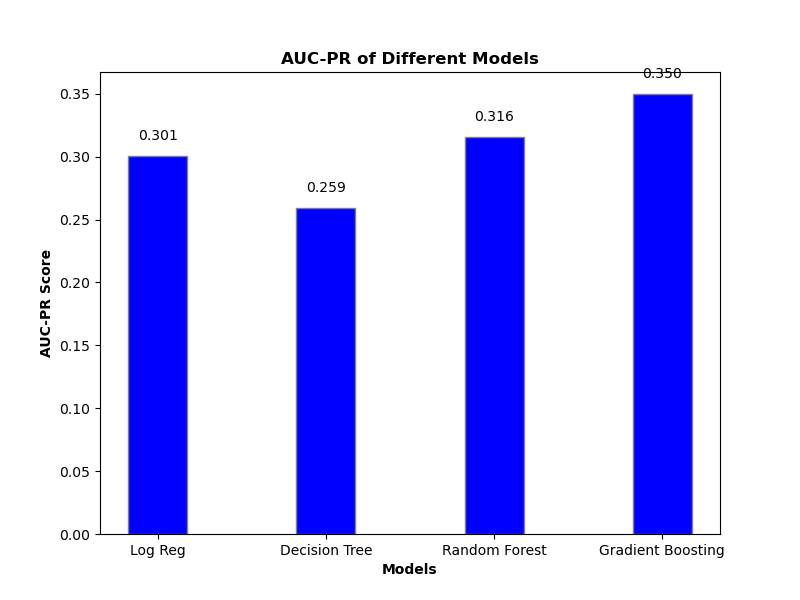 AUC-PR of Different Models
0.350
0.35
0.316
0.301
0.30
0.259
0.25
0.20
0.15
0.10
0.05
0.00
AUC-PR Score
Log Reg
Decision Tree
Random Forest
Gradient Boosting
Models